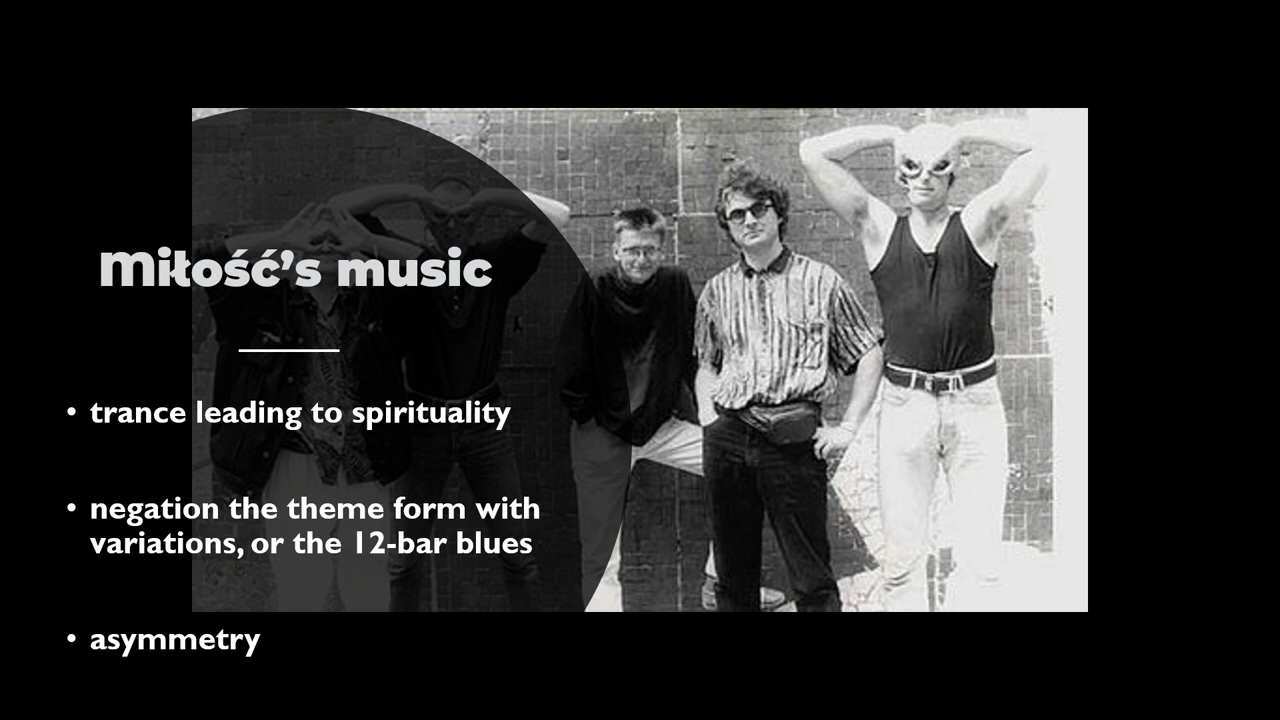 miłość’s music
• trance leading to spirituality
• negation the theme form with
variations, or the 12-bar blues
• asymmetry